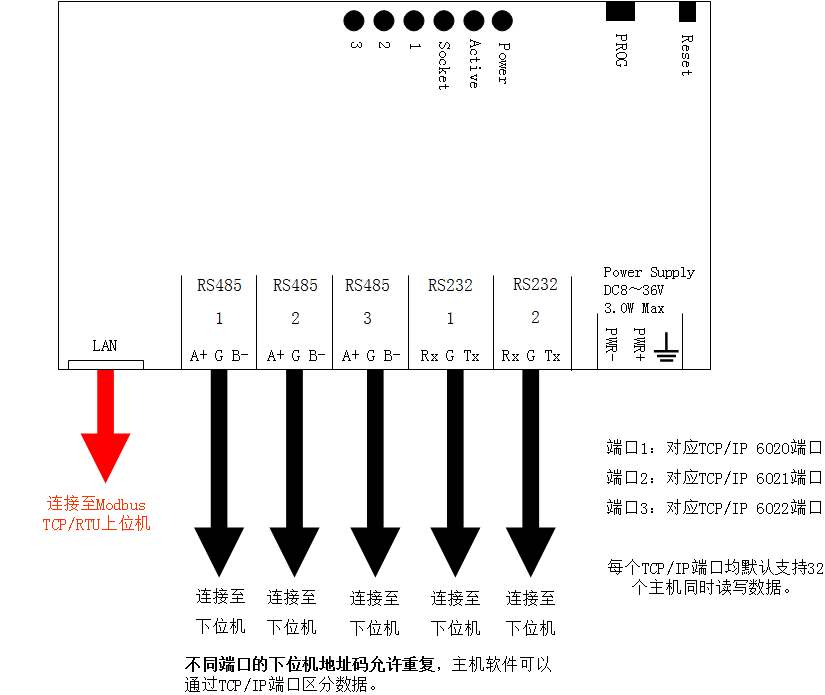 3
2
1
Socket
Active
Power
PROG
Reset
RS485
1
A+ G B-
RS485
2
A+ G B-
RS485
3
A+ G B-
RS232
1
Rx G Tx
RS232
2
Rx G Tx
Power Supply
DC8～36V
3.0W Max
PWR-
PWR+
LAN
连接至Modbus
TCP/RTU上位机
连接至
下位机
连接至
下位机
连接至
下位机
连接至
下位机
连接至
下位机
端口1: 对应TCP/IP 6020端口
端口2: 对应TCP/IP 6021端口
端口3: 对应TCP/IP 6022端口
每个TCP/IP端口均默认支持32
个主机同时读写数据。
不同端口的下位机地址码允许重复，主机软件可以
通过TCP/IP端口区分数据。